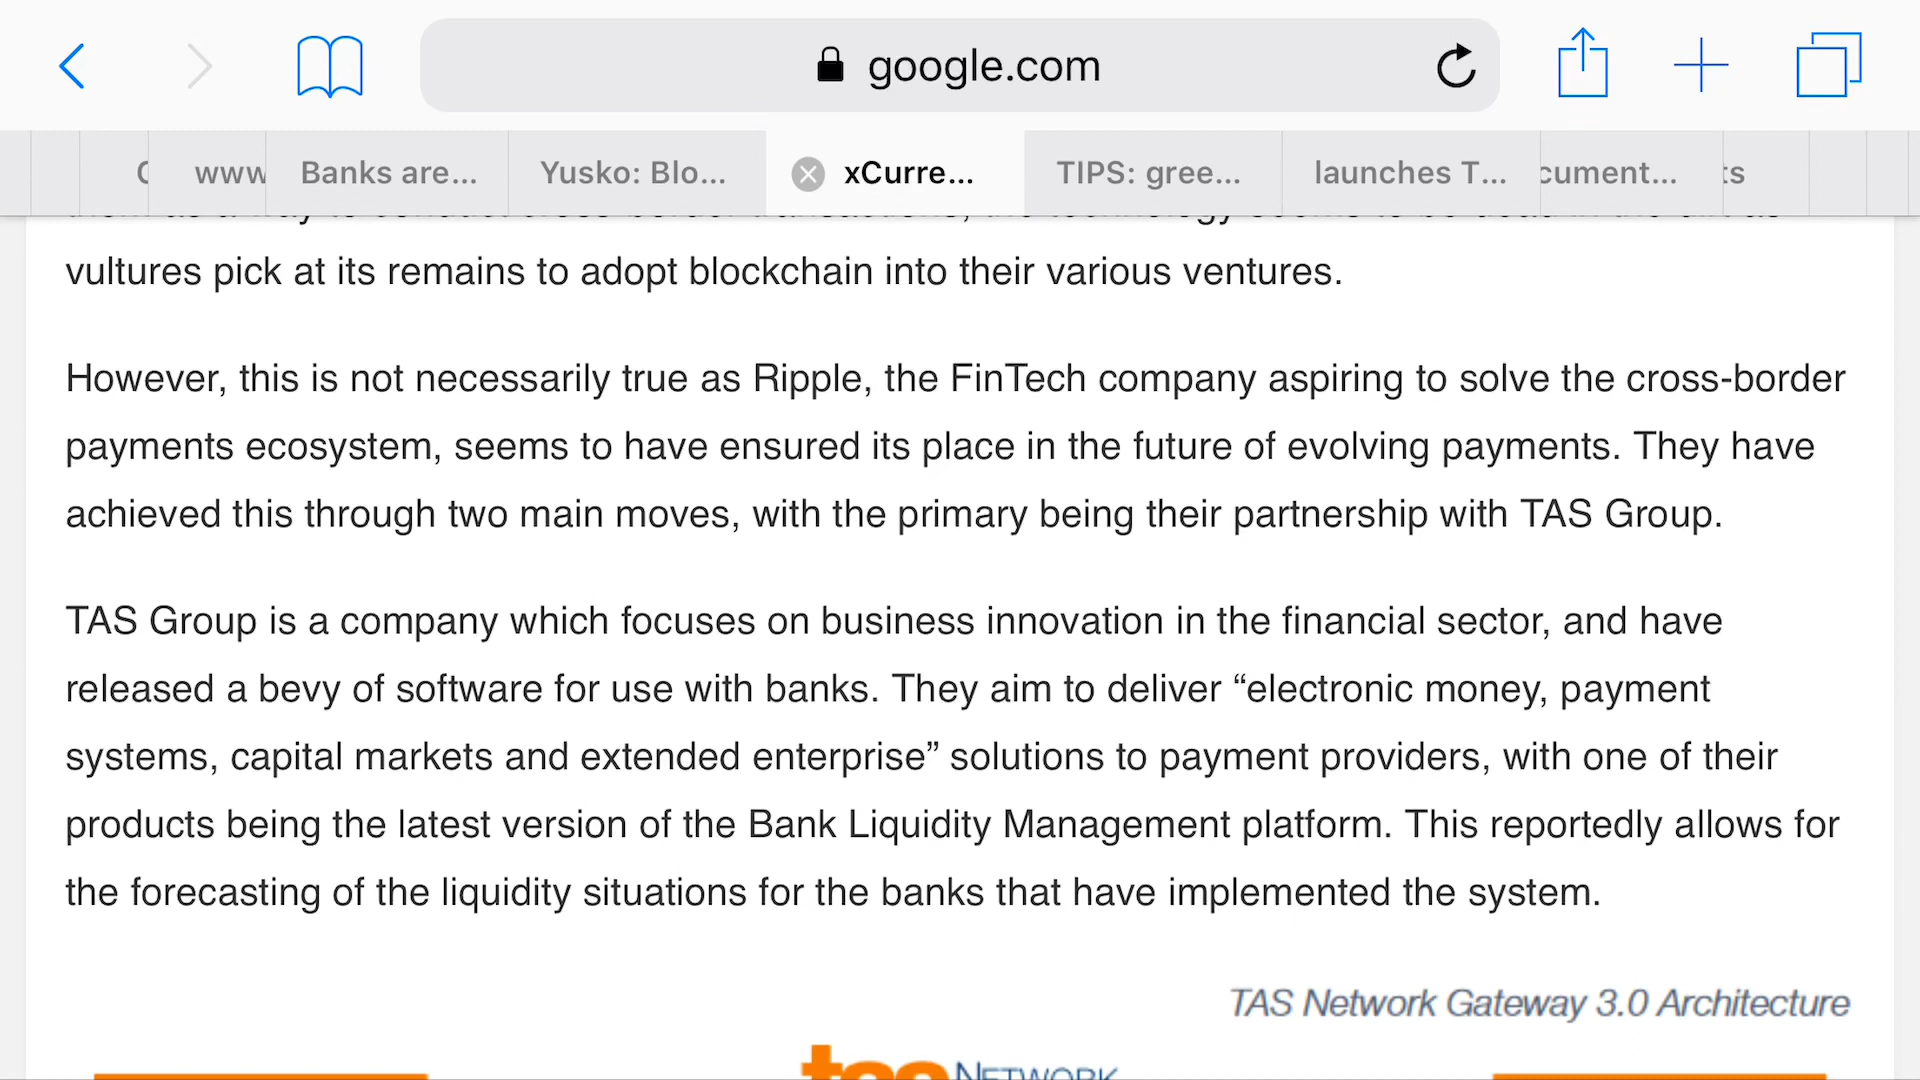 google.com
www
Banks are...
Yusko: Blo...
xCurre...
TIPS: gree...
launches T...
cument...
ts
vultures pick at its remains to adopt blockchain into their various ventures.
However, this is not necessarily true as Ripple, the FinTech company aspiring to solve the cross-border
payments ecosystem, seems to have ensured its place in the future of evolving payments. They have
achieved this through two main moves, with the primary being their partnership with TAS Group.
TAS Group is a company which focuses on business innovation in the financial sector, and have
released a bevy of software for use with banks. They aim to deliver “electronic money, payment
systems, capital markets and extended enterprise” solutions to payment providers, with one of their
products being the latest version of the Bank Liquidity Management platform. This reportedly allows for
the forecasting of the liquidity situations for the banks that have implemented the system.
TAS Network Gateway 3.0 Architecture
tas NETWORK